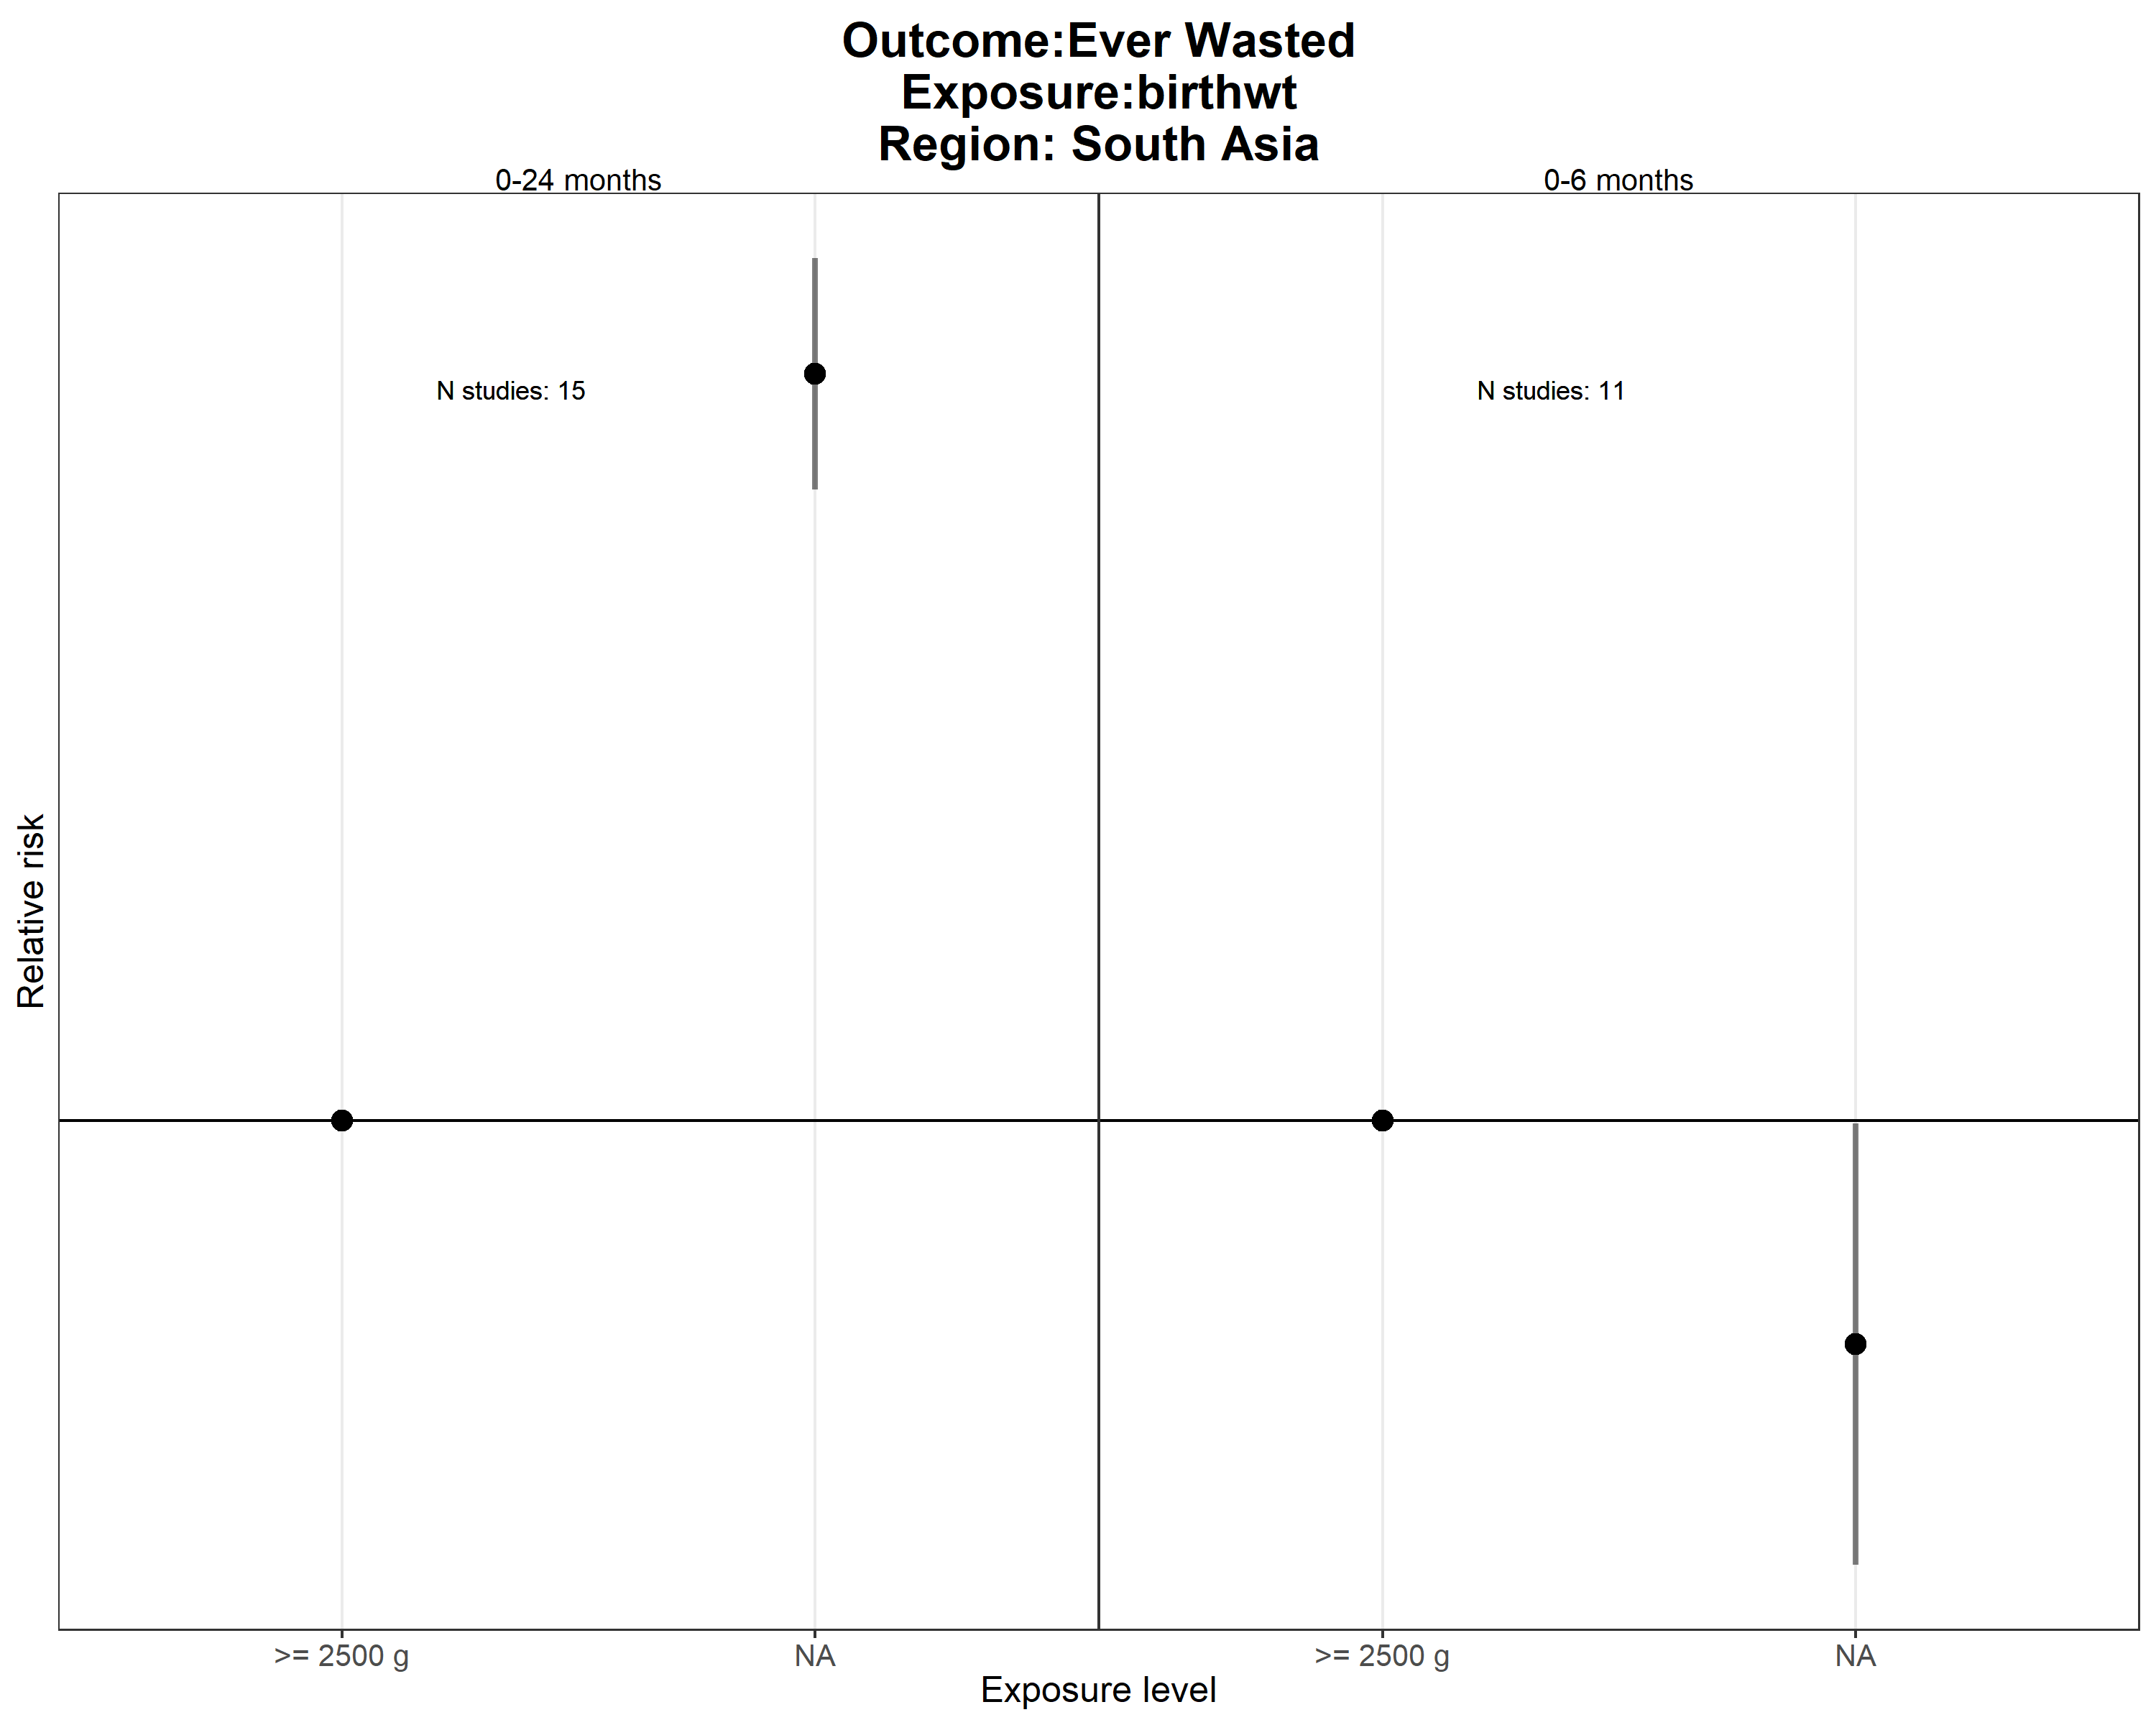 Outcome:Ever Wasted
Exposure:birthwt
Region: South Asia
0-24 months
0-6 months
N studies: 15
N studies: 11
Relative risk
>= 2500 g
NA
>= 2500 g
NA
Exposure level